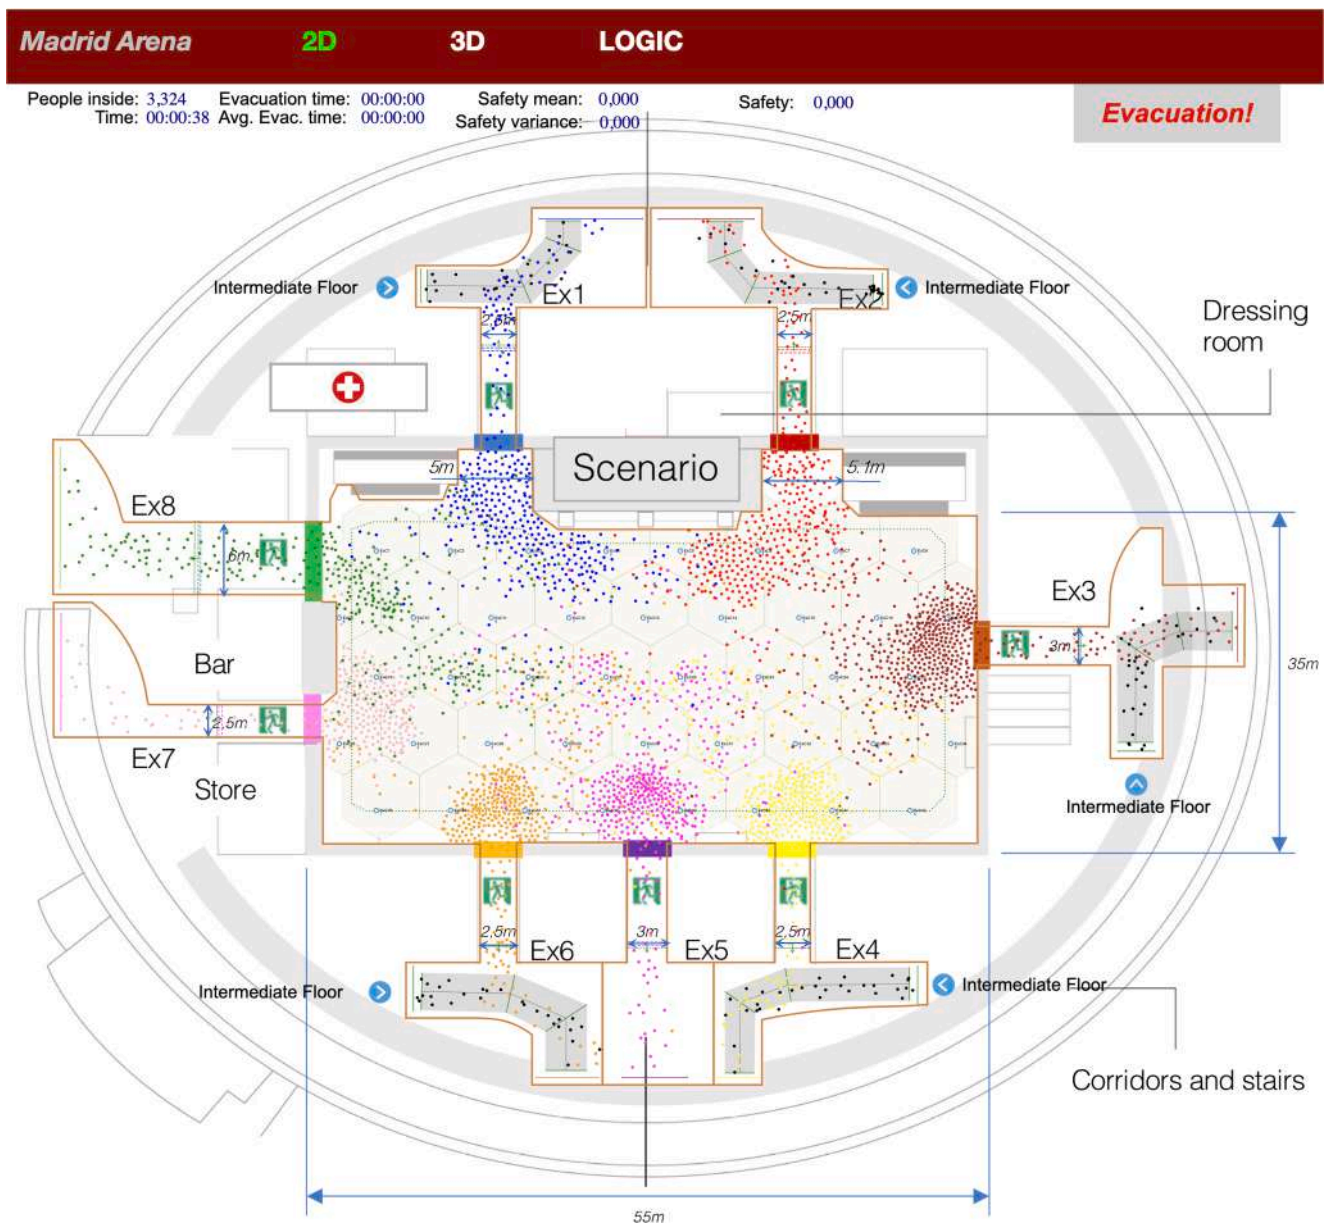 Madrid Arena 2D 3D LOGIC
People inside: 3,324 Evacuation time: 00:00:00 Safety mean: 0,000 Safety: 0,000
Time: 00:00:38 Avg. Evac. time: 00:00:00 Safety variance: 0,000
Evacuation!
Intermediate Floor Ex1 Ex2 Intermediate Floor
2,5m 2,5m
Dressing
room
5m Scenario 5.1m
Ex8
6m
Ex3
3m
35m
Bar
2,5m
Ex7
Store
Intermediate Floor
2,5m Ex6 3m Ex5 2,5m Ex4
Intermediate Floor Intermediate Floor
Corridors and stairs
55m